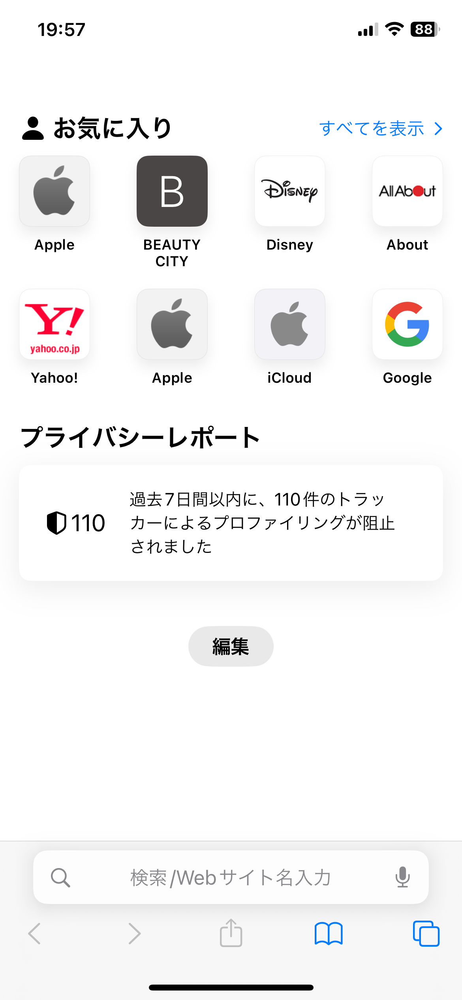 19:57
88
お気に入り
すべてを表示
B
Disney
AllAbout
Apple
BEAUTY
CITY
Disney
About
Y!
yahoo.co.jp
Yahoo!
Apple
iCloud
Google
プライバシーレポート
110
過去7日間以内に、110件のトラッ
カーによるプロファイリングが阻止
されました
編集
検索/Webサイト名入力